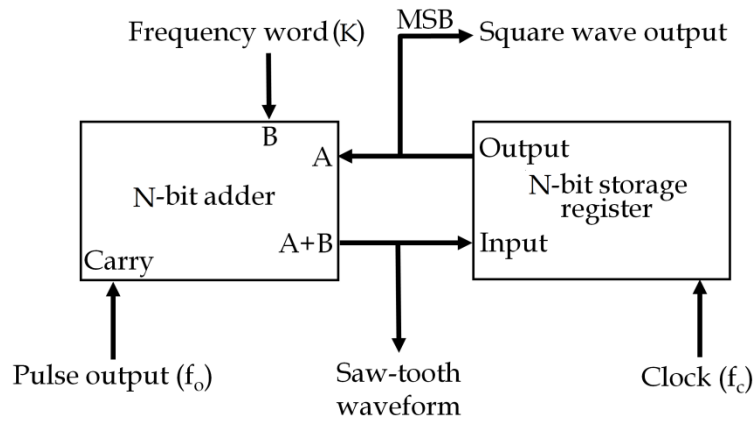 MSB
Frequency word (K)
Square wave output
B
A
Output
N-bit adder
N-bit storage
register
A+B
Input
Carry
Pulse output (fₒ)
Saw-tooth
waveform
Clock (f꜀)